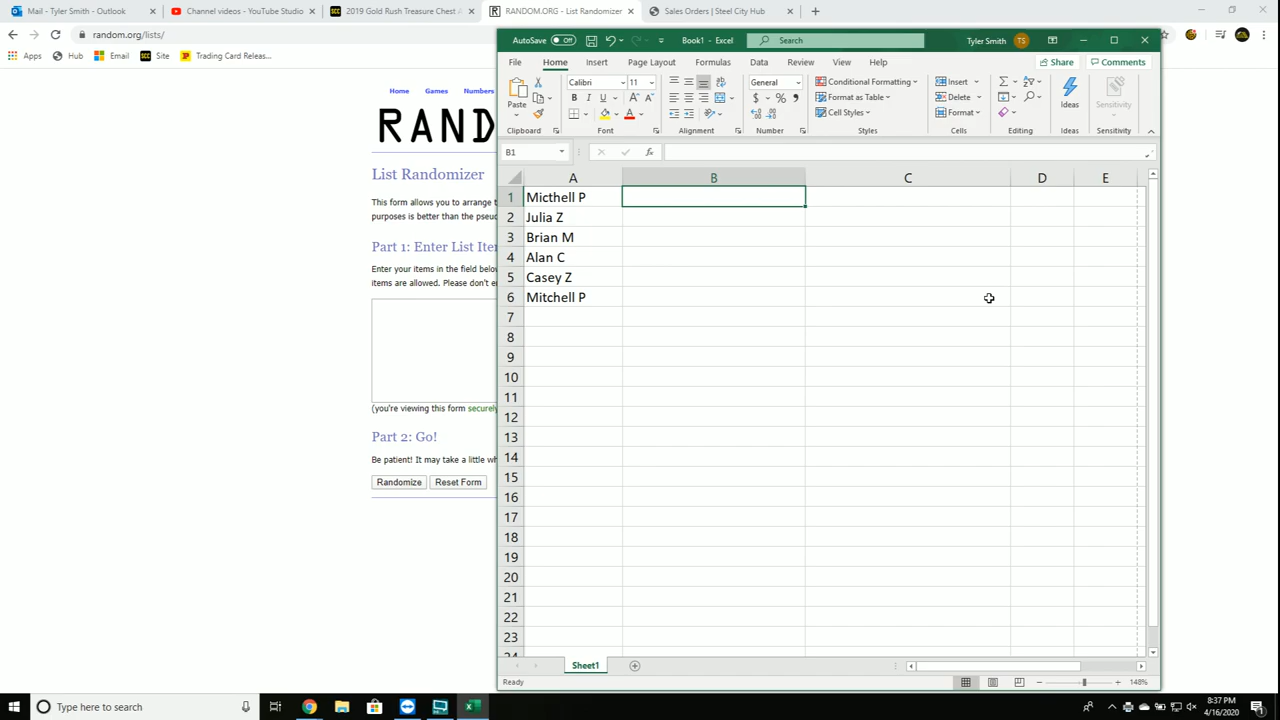 Mail - Tyler Smith - Outlook
Channel videos - YouTube Studio
2019 Gold Rush Treasure Chest A
RANDOM.ORG - List Randomizer
Sales Orders | Steel City Hub
random.org/lists/
Apps
Hub
Email
Site
Trading Card Releas...
Home Games Numbers
RAND
List Randomizer
This form allows you to arrange t
purposes is better than the pseud
Part 1: Enter List Ite
Enter your items in the field below
items are allowed. Please don't en
(you're viewing this form securely
Part 2: Go!
Be patient! It may take a little wh
Randomize Reset Form
AutoSave Off
Book1 - Excel
Search
Tyler Smith TS
File Home Insert Page Layout Formulas Data Review View Help
Share Comments
Paste
Clipboard
Calibri 11
B I U
Font
Alignment
General
Number
Conditional Formatting
Format as Table
Cell Styles
Styles
Insert
Delete
Format
Cells
Editing
Ideas
Ideas
Sensitivity
Sensitivity
B1
fx
A B C D E
1 Micthell P
2 Julia Z
3 Brian M
4 Alan C
5 Casey Z
6 Mitchell P
7
8
9
10
11
12
13
14
15
16
17
18
19
20
21
22
23
24
Sheet1
Ready
148%
Type here to search
8:37 PM
4/16/2020